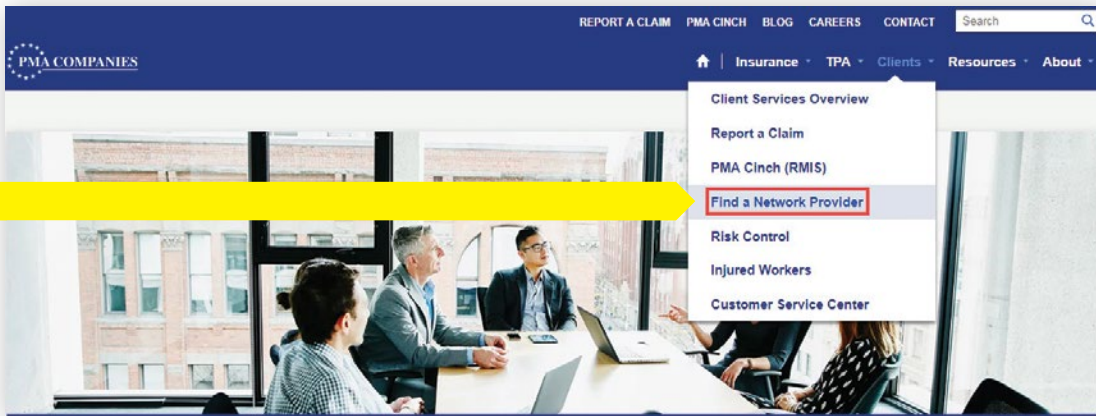 REPORT A CLAIM PMA CINCH BLOG CAREERS CONTACT Search
PMA COMPANIES
Insurance TPA Clients Resources About
Client Services Overview
Report a Claim
PMA Cinch (RMIS)
Find a Network Provider
Risk Control
Injured Workers
Customer Service Center